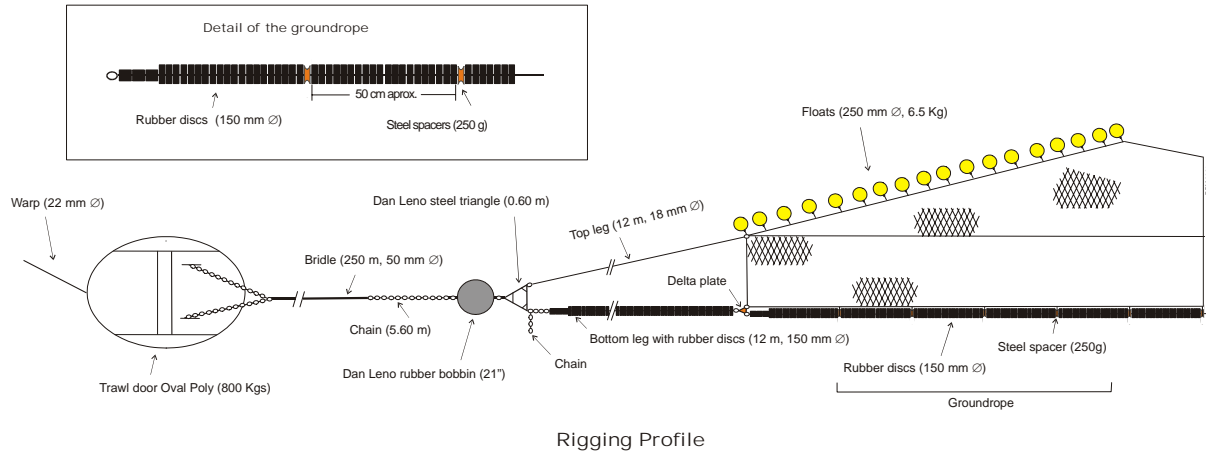 Detail of the groundrope
50 cm aprox.
Rubber discs (150 mm ∅)
Steel spacers (250 g)
Floats (250 mm ∅, 6.5 Kg)
Warp (22 mm ∅)
Dan Leno steel triangle (0.60 m)
Top leg (12 m, 18 mm ∅)
Bridle (250 m, 50 mm ∅)
Delta plate
Chain (5.60 m)
Bottom leg with rubber discs (12 m, 150 mm ∅)
Steel spacer (250g)
Chain
Rubber discs (150 mm ∅)
Dan Leno rubber bobbin (21")
Trawl door Oval Poly (800 Kgs)
Groundrope
Rigging Profile